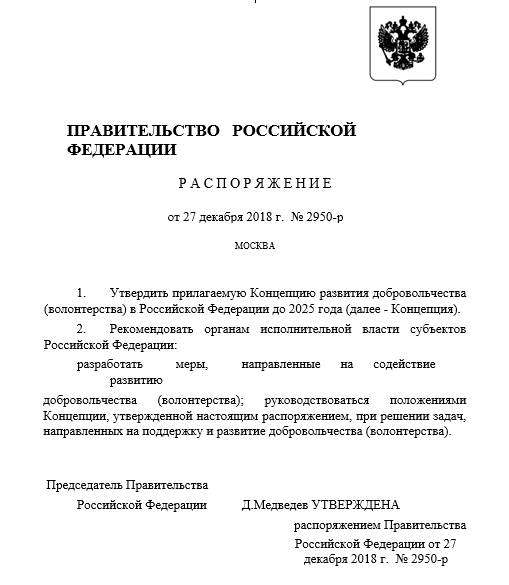 ПРАВИТЕЛЬСТВО РОССИЙСКОЙ
ФЕДЕРАЦИИ
РАСПОРЯЖЕНИЕ
от 27 декабря 2018 г. № 2950-р
МОСКВА
1. Утвердить прилагаемую Концепцию развития добровольчества
(волонтерства) в Российской Федерации до 2025 года (далее - Концепция).
2. Рекомендовать органам исполнительной власти субъектов
Российской Федерации:
разработать меры, направленные на содействие
развитию
добровольчества (волонтерства); руководствоваться положениями
Концепции, утвержденной настоящим распоряжением, при решении задач,
направленных на поддержку и развитие добровольчества (волонтерства).
Председатель Правительства
Российской Федерации Д.Медведев УТВЕРЖДЕНА
распоряжением Правительства
Российской Федерации от 27
декабря 2018 г. № 2950-р